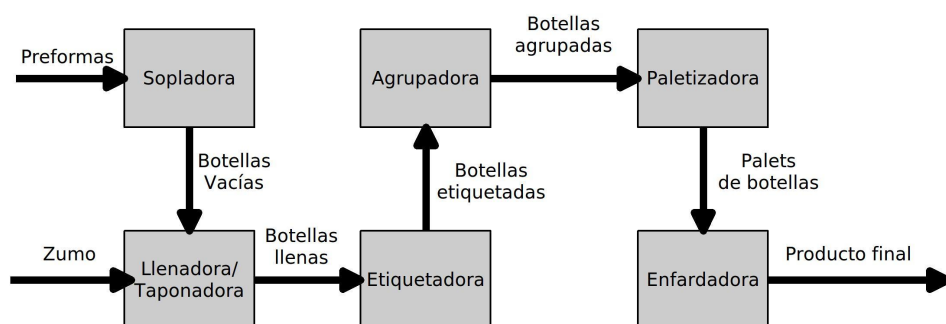 Preformas
Sopladora
Botellas
Vacías
Zumo
Llenadora/
Taponadora
Botellas
llenas
Etiquetadora
Botellas
etiquetadas
Agrupadora
Botellas
agrupadas
Paletizadora
Palets
de botellas
Enfardadora
Producto final